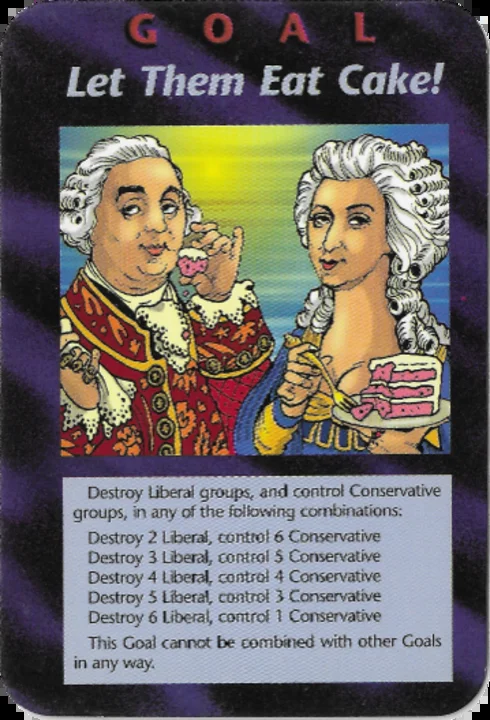 GOAL
Let Them Eat Cake!
Destroy Liberal groups, and control Conservative
groups, in any of the following combinations:
Destroy 2 Liberal, control 6 Conservative
Destroy 3 Liberal, control 5 Conservative
Destroy 4 Liberal, control 4 Conservative
Destroy 5 Liberal, control 3 Conservative
Destroy 6 Liberal, control 1 Conservative
This Goal cannot be combined with other Goals
in any way.